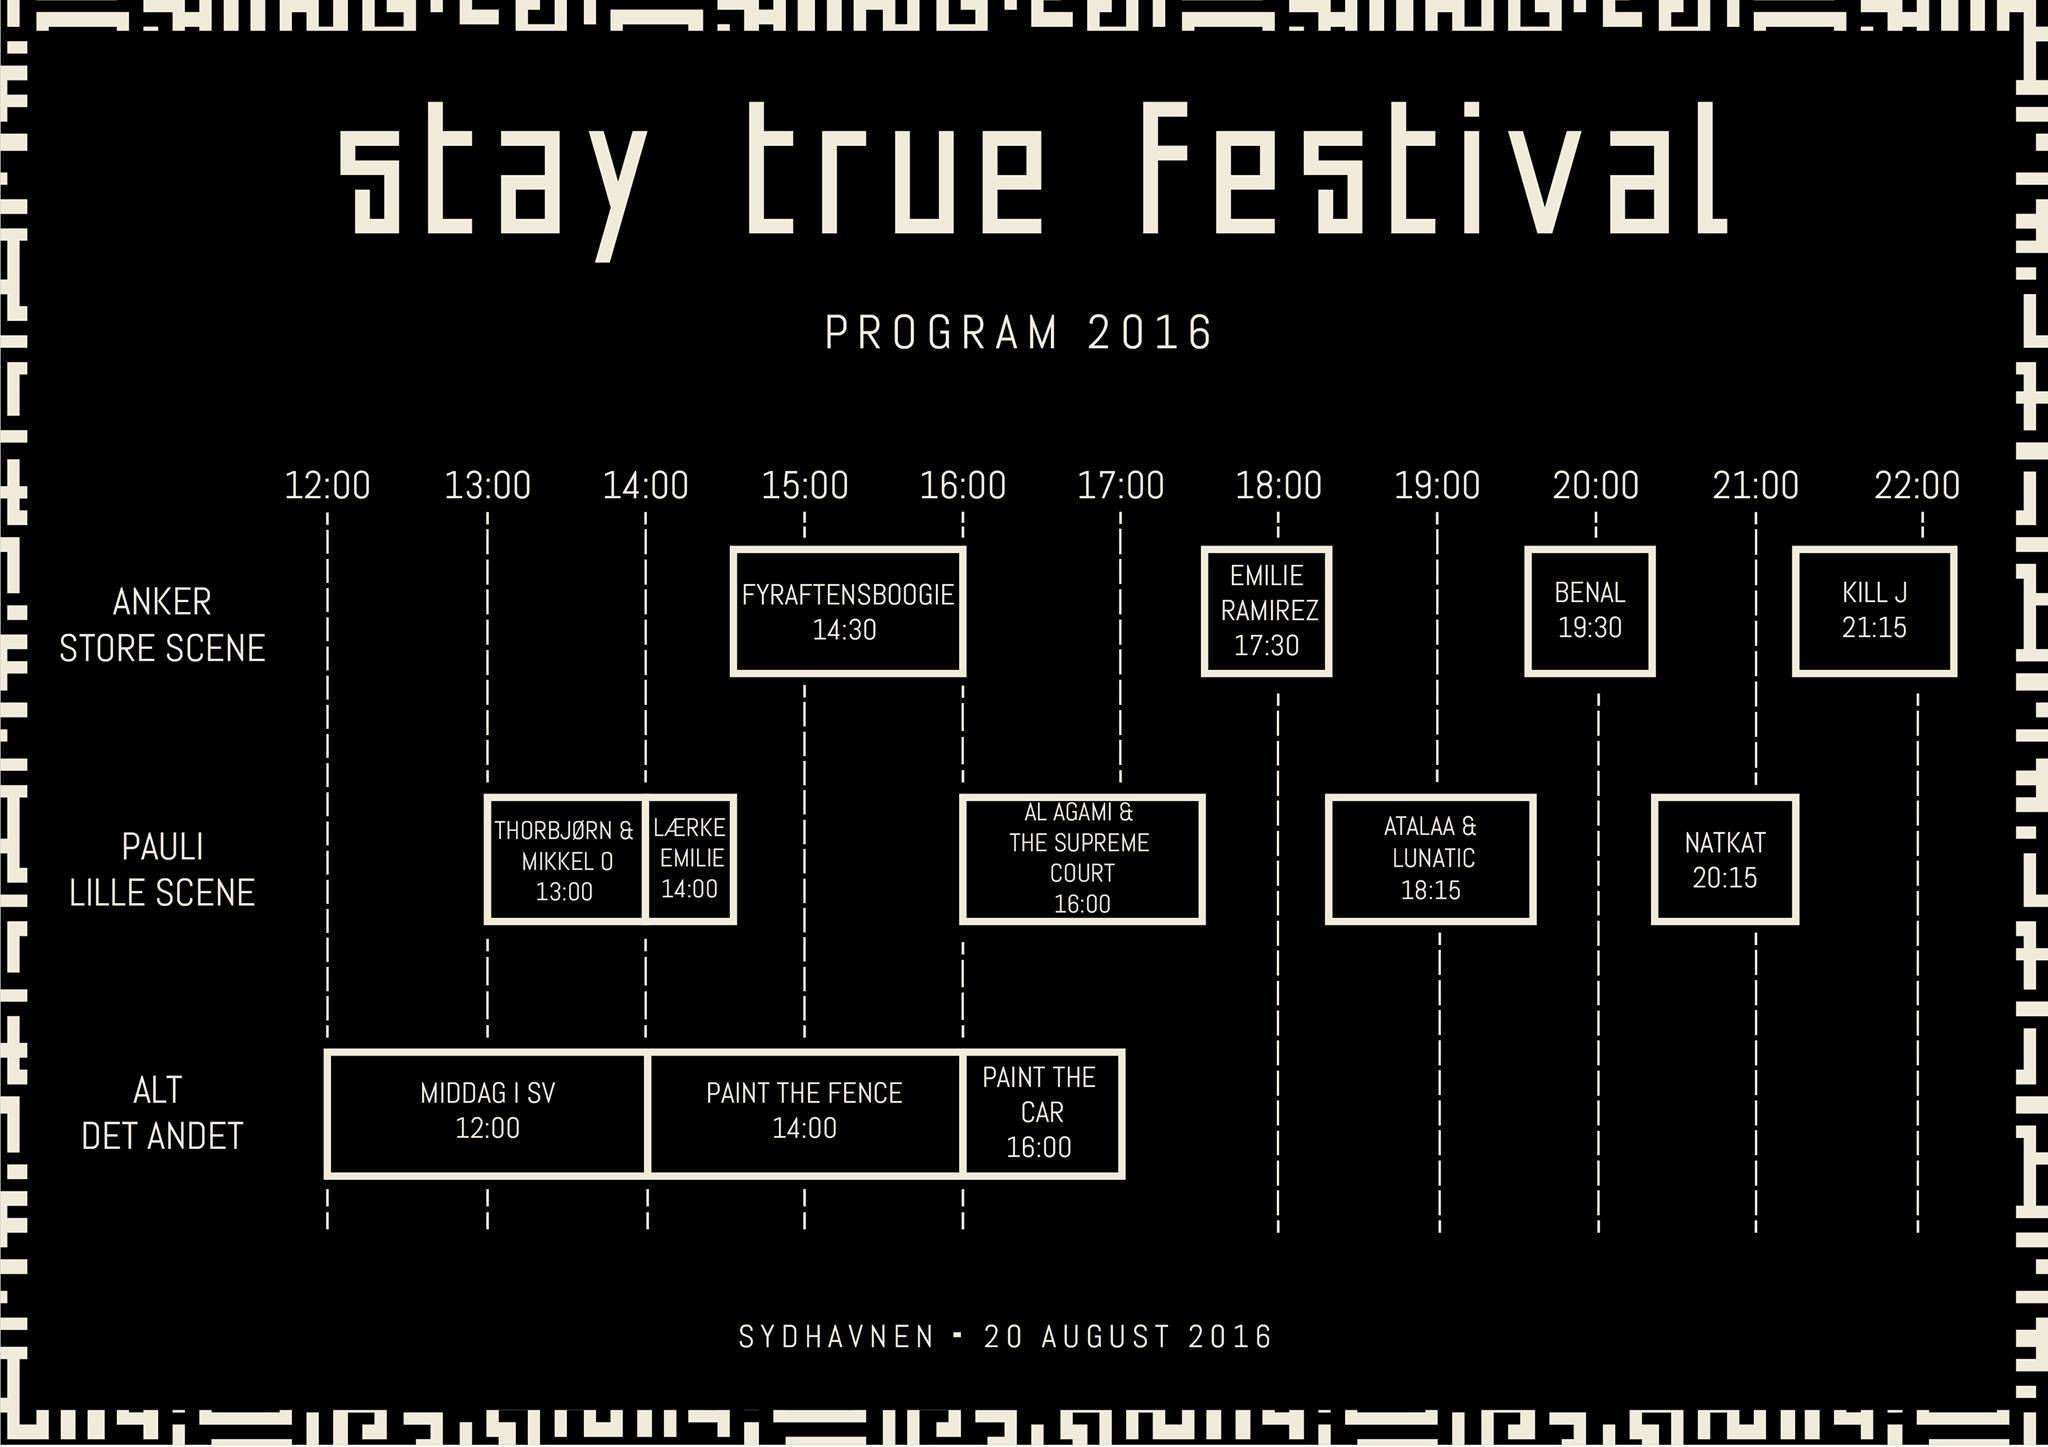 stay true festival
PROGRAM 2016
12:00 13:00 14:00 15:00 16:00 17:00 18:00 19:00 20:00 21:00 22:00
ANKER
STORE SCENE
FYRAFTENSBOOGIE
14:30
EMILIE
RAMIREZ
17:30
BENAL
19:30
KILL J
21:15
PAULI
LILLE SCENE
THORBJØRN &
MIKKEL O
13:00
LÆRKE
EMILIE
14:00
AL AGAMI &
THE SUPREME
COURT
16:00
ATALAA &
LUNATIC
18:15
NATKAT
20:15
ALT
DET ANDET
MIDDAG I SV
12:00
PAINT THE FENCE
14:00
PAINT THE
CAR
16:00
SYDHAVNEN - 20 AUGUST 2016